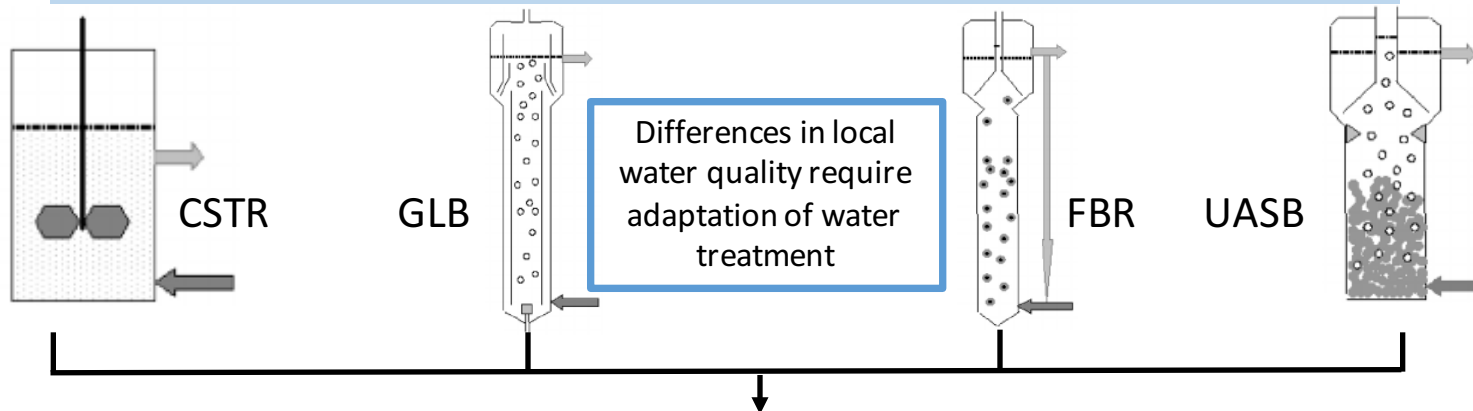 CSTR
GLB
Differences in local
water quality require
adaptation of water
treatment
FBR
UASB